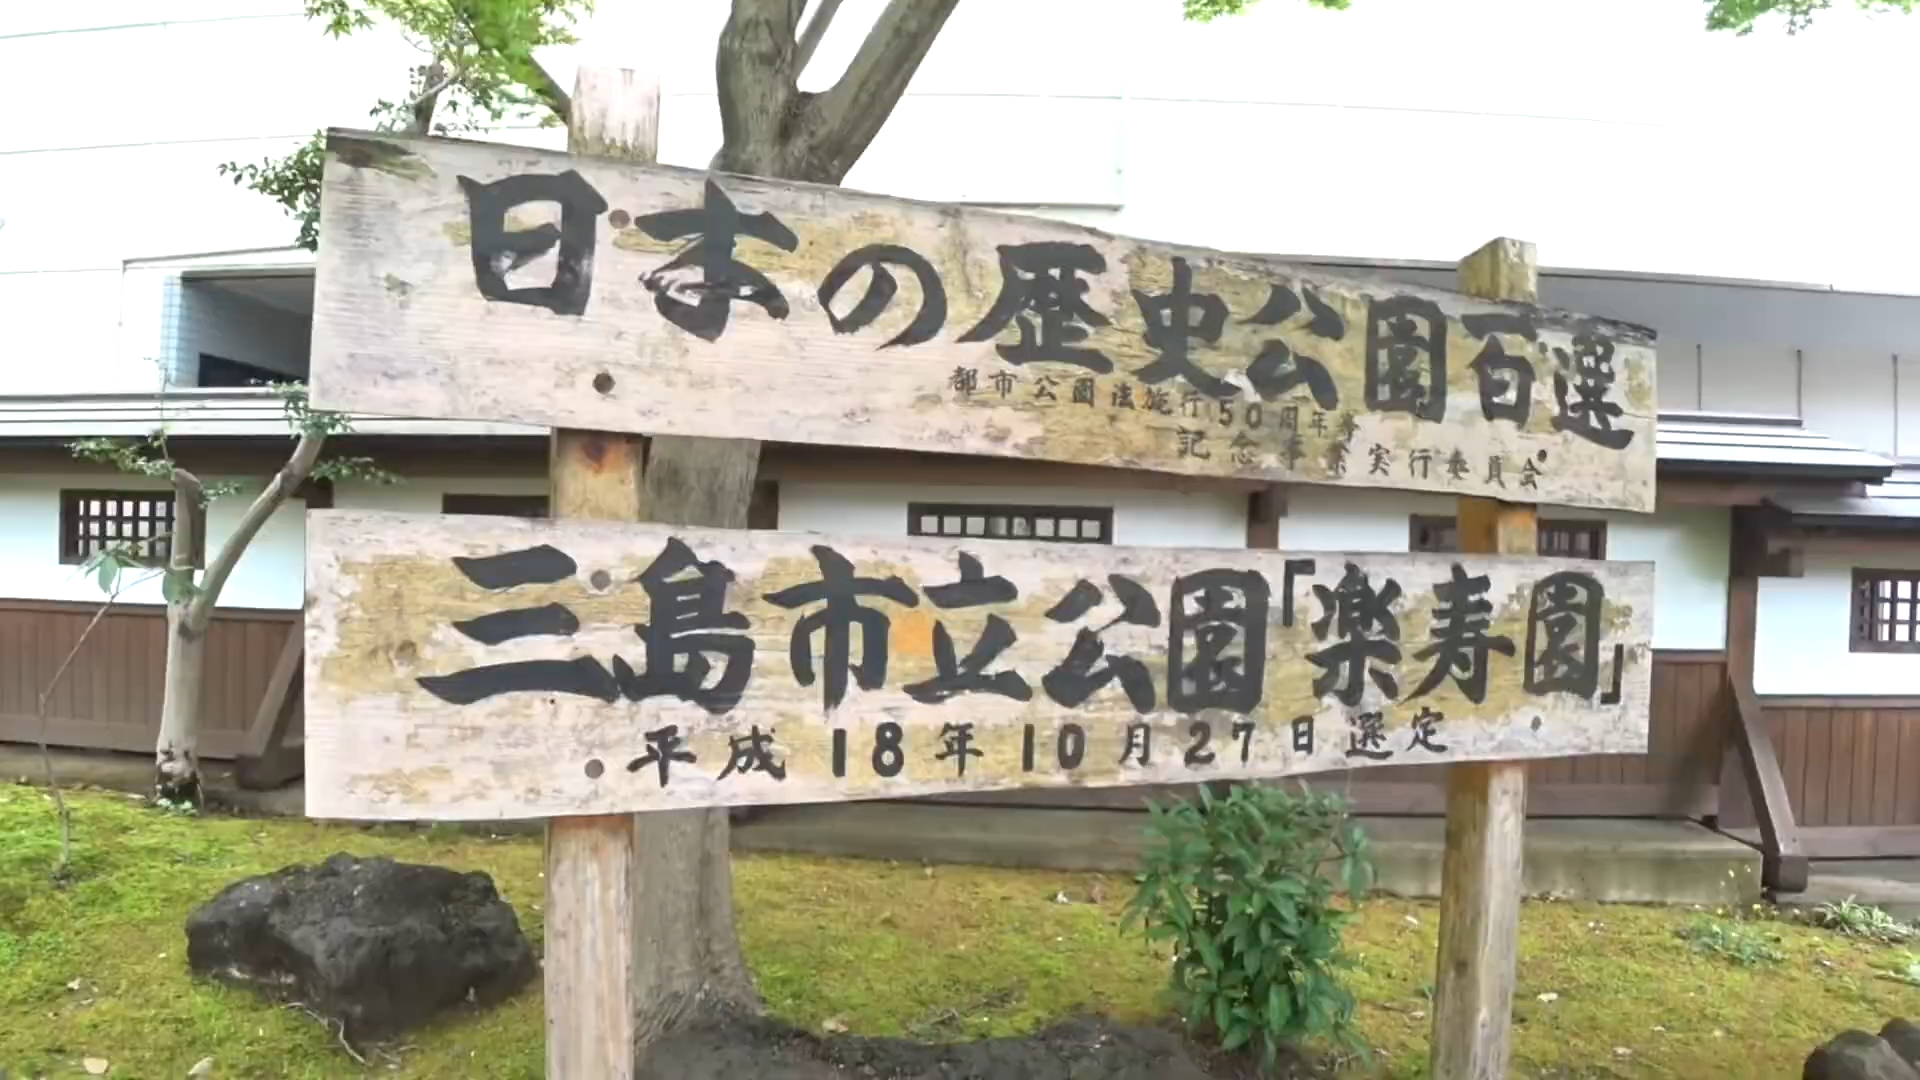 日本の歴史公園百選
都市公園法施行50周年等
記念事業実行委員会
三島市立公園「楽寿園」
平成18年10月27日選定